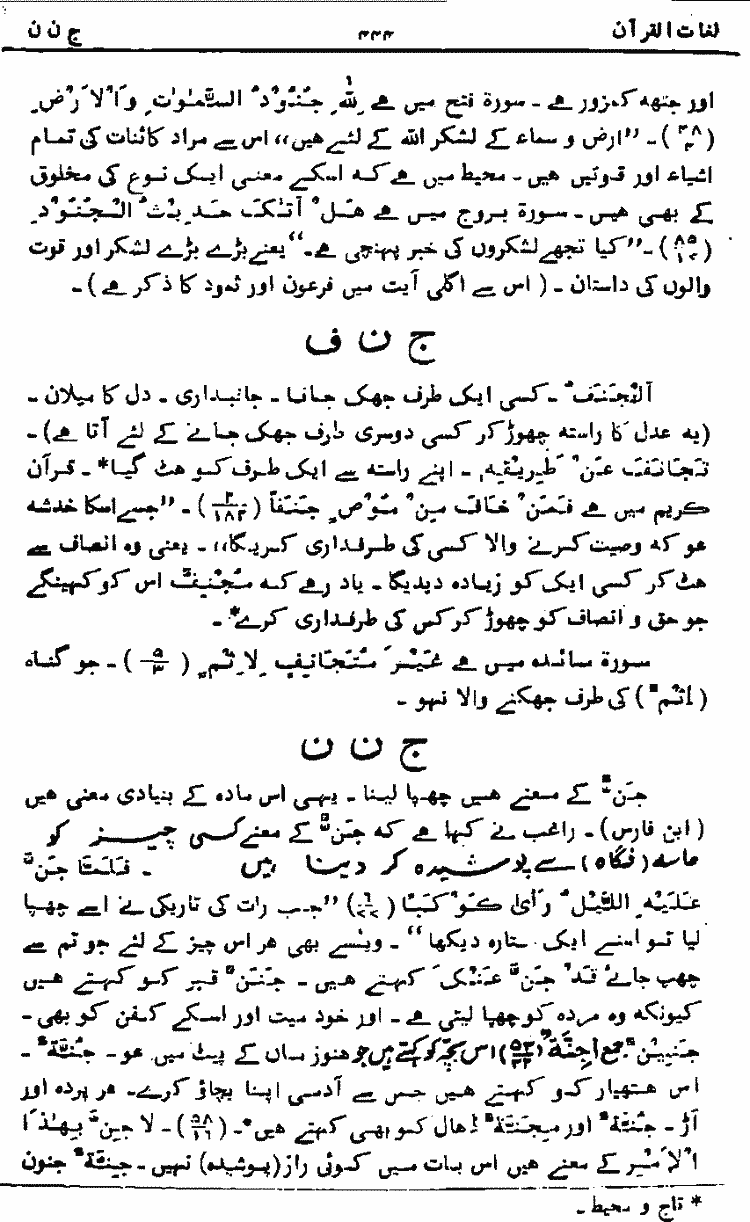 لغات القرآن ۴۴۴ ج ن ن
اور جتھہ کمزور ہے ۔ سورۃ فتح میں ہے لِلّٰہِ جُنُوْدُ السَّمٰوٰتِ وَالْاَرْضِ
(۴۸/۴) ۔ ”ارض و سماء کے لشکر اللہ کے لئے ہیں“ اس سے مراد کائنات کی تمام
اشیاء اور قوتیں ہیں ۔ محیط میں ہے کہ اسکے معنی ایک نوع کی مخلوق
کے بھی ہیں ۔ سورۃ بروج میں ہے ھَلْ اَتٰکَ حَدِیْثُ الْجُنُوْدِ
(۸۵/۱۷) ۔ ”کیا تجھے لشکروں کی خبر پہنچی ہے ۔“ یعنے بڑے بڑے لشکر اور قوت
والوں کی داستان ۔ ( اس سے اگلی آیت میں فرعون اور ثمود کا ذکر ہے ) ۔
ج ن ف
اَلْجَنَفُ ۔ کسی ایک طرف جھک جانا ۔ جانبداری ۔ دل کا میلان ۔
(یہ عدل کا راستہ چھوڑ کر کسی دوسری طرف جھک جانے کے لئے آتا ہے) ۔
تَجَانَفَ عَنْ طَرِیْقِہٖ ۔ اپنے راستہ سے ایک طرف کو ھٹ گیا* ۔ قرآن
کریم میں ہے فَمَنْ خَافَ مِنْ مُّوْصٍ جَنَفًا (۲/۱۸۲) ۔ ”جسے اسکا خدشہ
ھو کہ وصیت کرنے والا کسی کی طرفداری کریگا“ ۔ یعنی وہ انصاف سے
ھٹ کر کسی ایک کو زیادہ دیدیگا ۔ یاد رہے کہ مُجْنِفٌ اس کو کہینگے
جو حق و انصاف کو چھوڑ کر کس کی طرفداری کرے* ۔
سورۃ مائدہ میں ہے غَیْرَ مُتَجَانِفٍ لِاِثْمٍ ( ۵/۳ ) ۔ جو گناہ
(اِثْمٌ) کی طرف جھکنے والا نہو ۔
ج ن ن
جَنٌّ کے معنے ہیں چھپا لینا ۔ یہی اس مادہ کے بنیادی معنی ہیں
( ابن فارس) ۔ راغب نے کہا ہے کہ جَنٌّ کے معنے کسی چیز کو
حاسہ (نگاہ) سے پوشیدہ کر دینا ہیں ۔ فَلَمَّا جَنَّ
عَلَیْہِ اللَّیْلُ رَاٰی کَوْکَبًا (۶/۷۷) ”جب رات کی تاریکی نے اسے چھپا
لیا تو اسنے ایک ستارہ دیکھا“ ۔ ویسے بھی ھر اس چیز کے لئے جو تم سے
چھپ جائے قَدْ جَنَّ عَنْکَ کہتے ہیں ۔ جَنَنٌ قبر کو کہتے ہیں
کیونکہ وہ مردہ کو چھپا لیتی ہے ۔ اور خود میت اور اسکے کفن کو بھی ۔
جَنِیْنٌ جمع اَجِنَّۃٌ (۵۳/۳۲) اس بچہ کو کہتے ہیں جو ھنوز ماں کے پیٹ میں ھو ۔ جُنَّۃٌ ۔
اس ھتھیار کو کہتے ہیں جس سے آدمی اپنا بچاؤ کرے ۔ ھر پردہ اور
آڑ ۔ جُنَّۃٌ اور مِجَنَّۃٌ ڈھال کو بھی کہتے ہیں* ۔ (۵۸/۱۶) ۔ لَا جِنَّ بِھٰذَا
الْاَمْرِ کے معنے ہیں اس بات میں کوئی راز (پوشیدہ) نہیں ۔ جِنَّۃٌ جنون
* تاج و محیط ۔